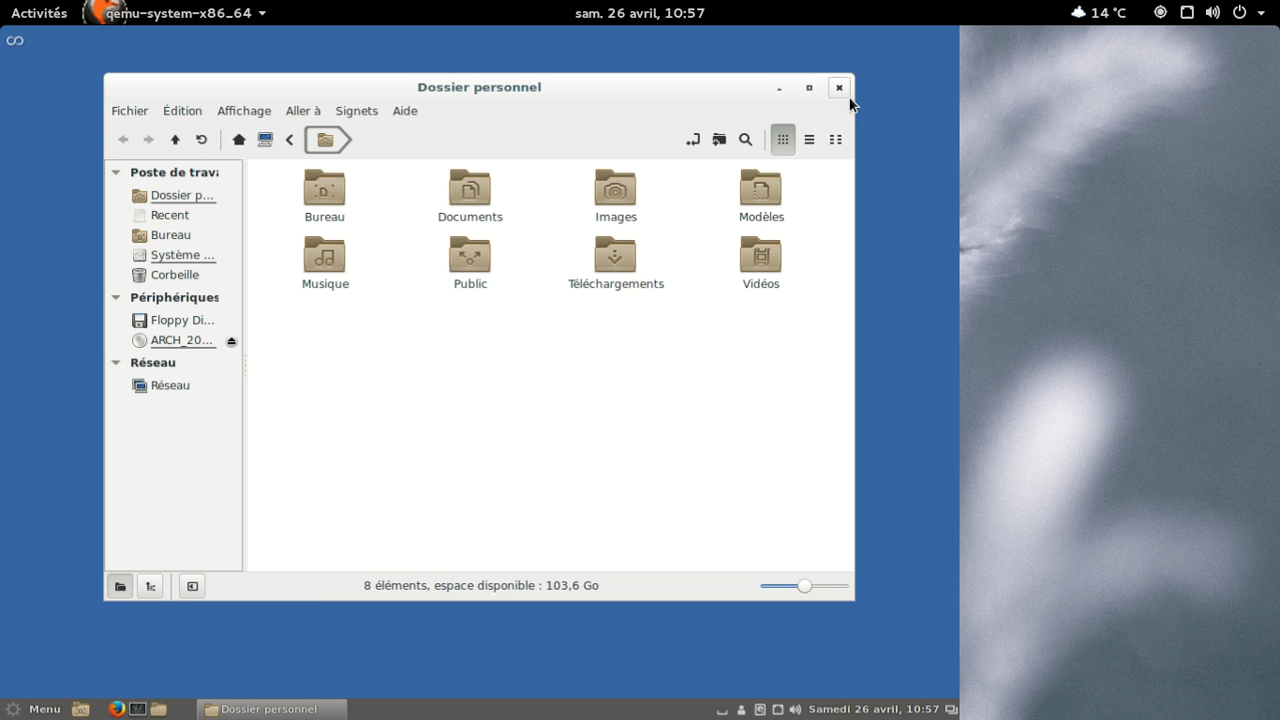 Activités qemu-system-x86_64 sam. 26 avril, 10:57 14 °C
Dossier personnel
Fichier Édition Affichage Aller à Signets Aide
Poste de trava
Dossier p...
Recent
Bureau
Système ...
Corbeille
Périphériques
Floppy Di...
ARCH_20...
Réseau
Réseau
Bureau Documents Images Modèles
Musique Public Téléchargements Vidéos
8 éléments, espace disponible : 103,6 Go
Menu Dossier personnel Samedi 26 avril, 10:57